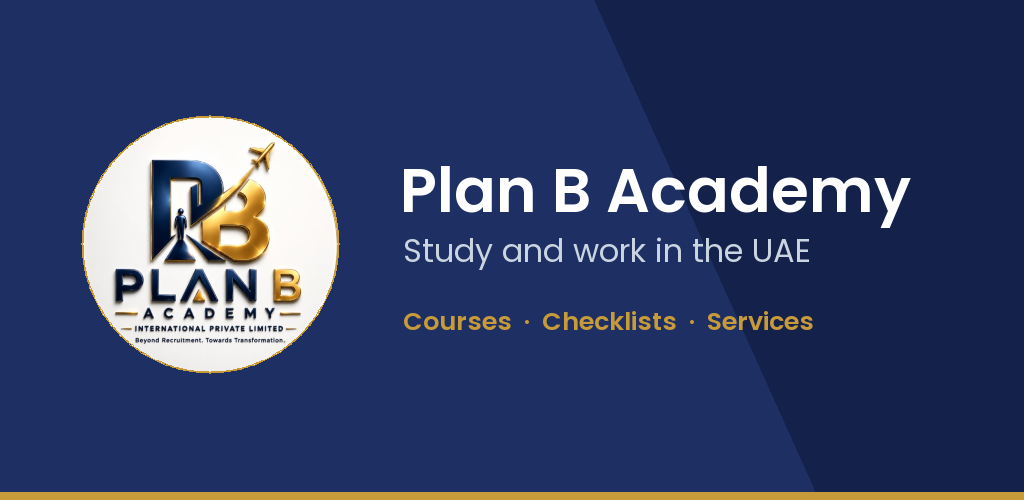 PLAN B
ACADEMY
INTERNATIONAL PRIVATE LIMITED
Beyond Recruitment. Towards Transformation.
Plan B Academy
Study and work in the UAE
Courses · Checklists · Services